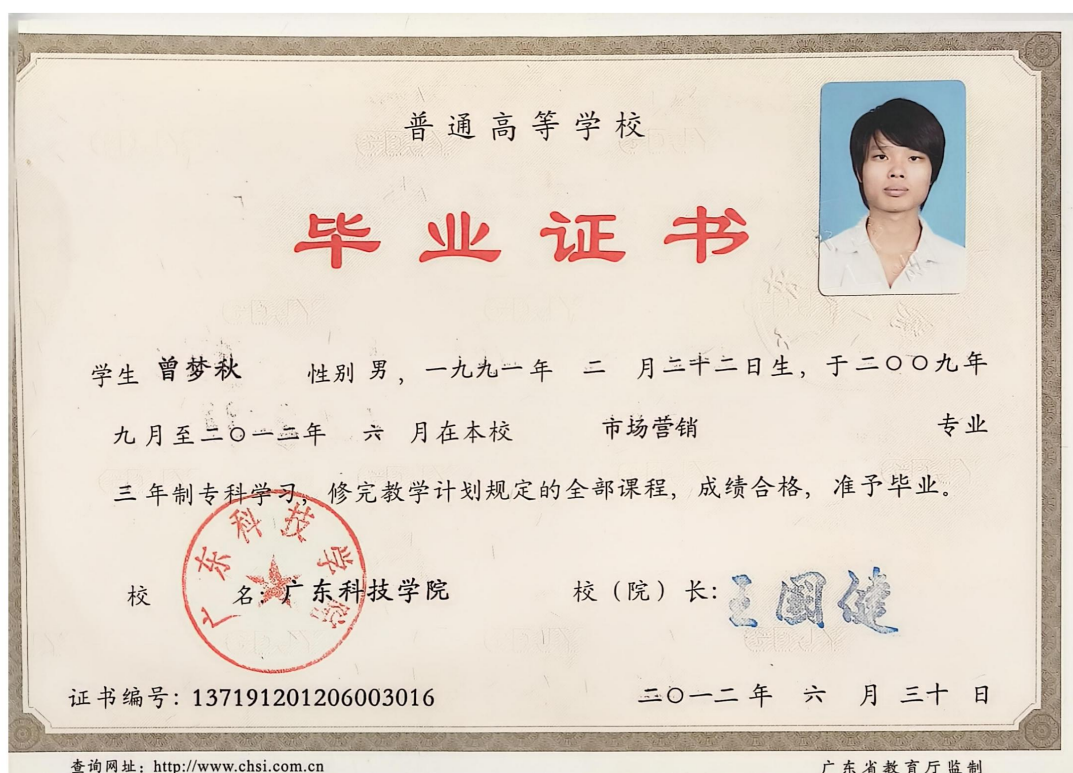 普通高等学校
毕业证书
学生 曾梦秋 性别 男，一九九一年 二 月二十二日生，于二〇〇九年
九月至二〇一二年 六 月在本校 市场营销 专业
三年制专科学习，修完教学计划规定的全部课程，成绩合格，准予毕业。
广东科技学院
校 名：广东科技学院 校（院）长：王国健
证书编号：137191201206003016 二〇一二年 六 月 三十 日
查询网址：http://www.chsi.com.cn 广东省教育厅监制